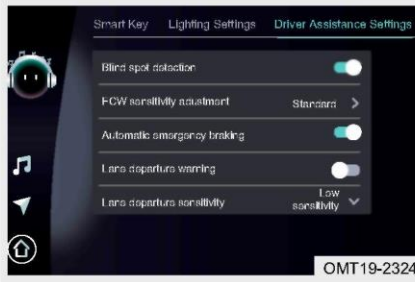 Smart Key Lighting Settings Driver Assistance Settings
Blind spot detection
FCW sensitivity adustment Standard >
Automatic emergency braking
Lane departure warning
Lane departure sensitivity Low sensitivity
OMT19-2324